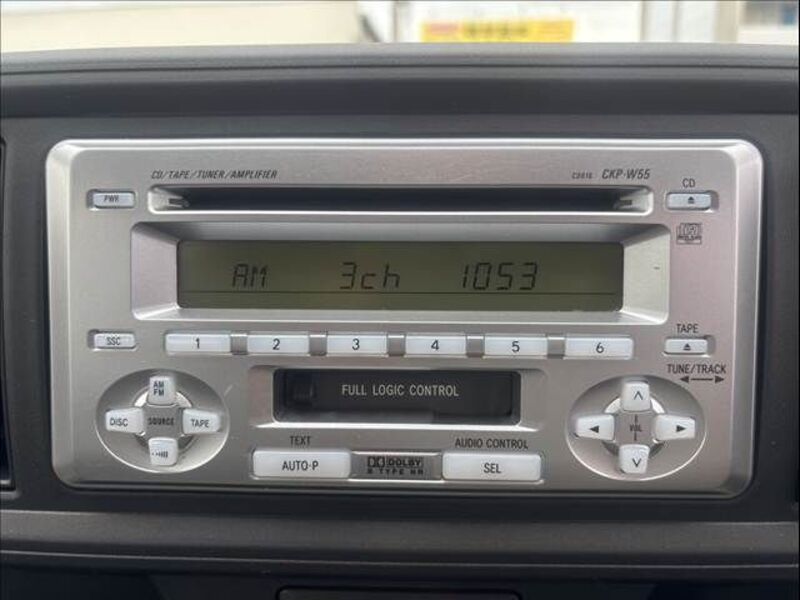 CD/TAPE/TUNER/AMPLIFIER
CKP-W55
CD
PWR
AM 3ch 1053
SSC
1 2 3 4 5 6
TAPE
TUNE/TRACK
FULL LOGIC CONTROL
AM
FM
DISC
SOURCE
TAPE
VOL
TEXT
AUTO-P
DOLBY
B TYPE NR
AUDIO CONTROL
SEL